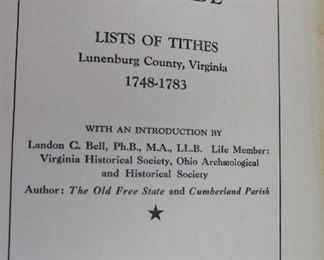 LISTS OF TITHES
Lunenburg County, Virginia
1748-1783
WITH AN INTRODUCTION BY
Landon C. Bell, Ph.B., M.A., LL.B. Life Member:
Virginia Historical Society, Ohio Archæological
and Historical Society
Author: The Old Free State and Cumberland Parish